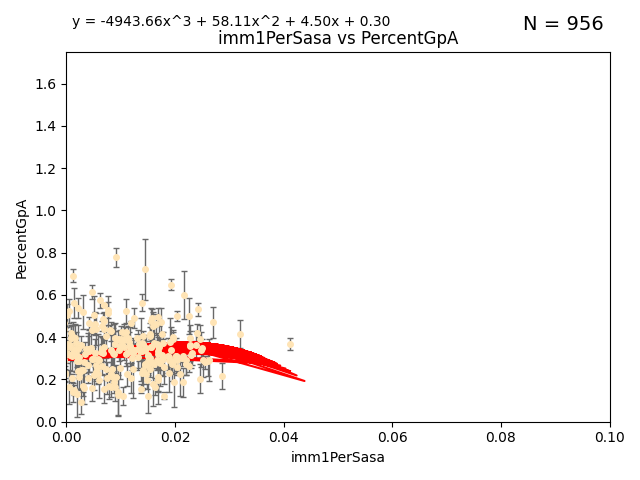 y = -4943.66x^3 + 58.11x^2 + 4.50x + 0.30
N = 956
imm1PerSasa vs PercentGpA
PercentGpA
1.6
1.4
1.2
1.0
0.8
0.6
0.4
0.2
0.0
0.00 0.02 0.04 0.06 0.08 0.10
imm1PerSasa